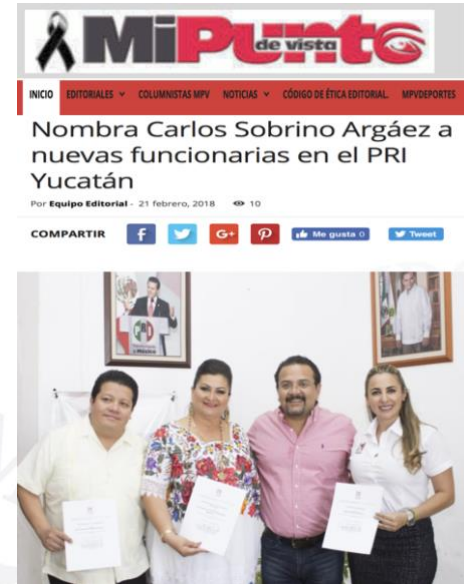 MiPunto
de vista
INICIO EDITORIALES COLUMNISTAS MPV NOTICIAS CÓDIGO DE ÉTICA EDITORIAL. MPVDEPORTES
Nombra Carlos Sobrino Argáez a
nuevas funcionarias en el PRI
Yucatán
Por Equipo Editorial - 21 febrero, 2018 10
COMPARTIR f G+ Me gusta 0 Tweet
PRI